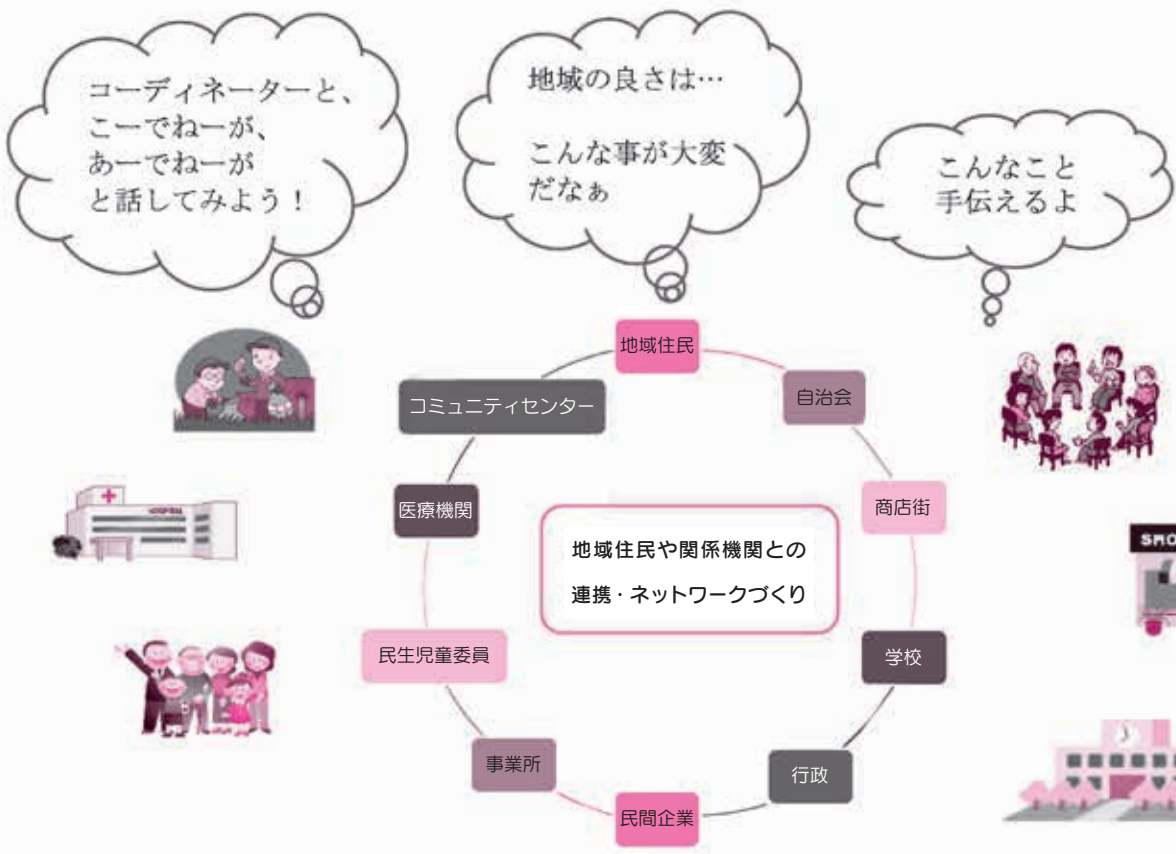 コーディネーターと、
こーでねーが、
あーでねーが
と話してみよう！
地域の良さは…
こんな事が大変
だなぁ
こんなこと
手伝えるよ
地域住民
コミュニティセンター
自治会
医療機関
商店街
地域住民や関係機関との
連携・ネットワークづくり
民生児童委員
学校
事業所
行政
民間企業
HOSPITAL